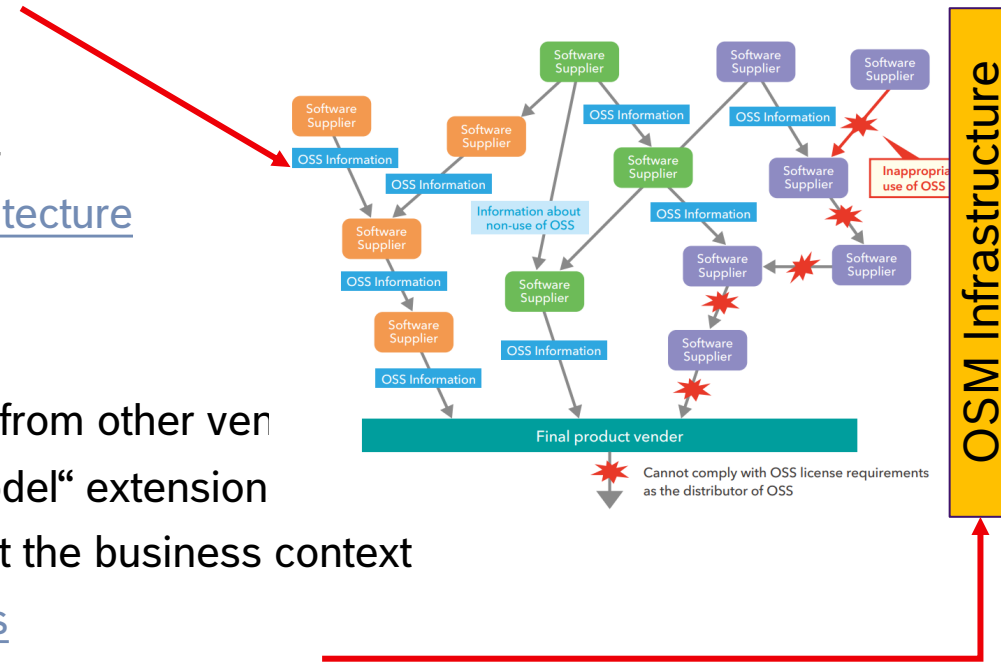 tecture
from other ven
del“ extension
t the business context
s
Software
Supplier
Software
Supplier
Software
Supplier
Software
Supplier
OSS Information
OSS Information
Software
Supplier
OSS Information
Software
Supplier
Software
Supplier
Inappropria
use of OSS
OSS Information
Information about
non-use of OSS
OSS Information
Software
Supplier
Software
Supplier
Software
Supplier
OSS Information
Software
Supplier
Software
Supplier
Software
Supplier
OSS Information
OSS Information
Final product vender
Cannot comply with OSS license requirements
as the distributor of OSS
OSM Infrastructure